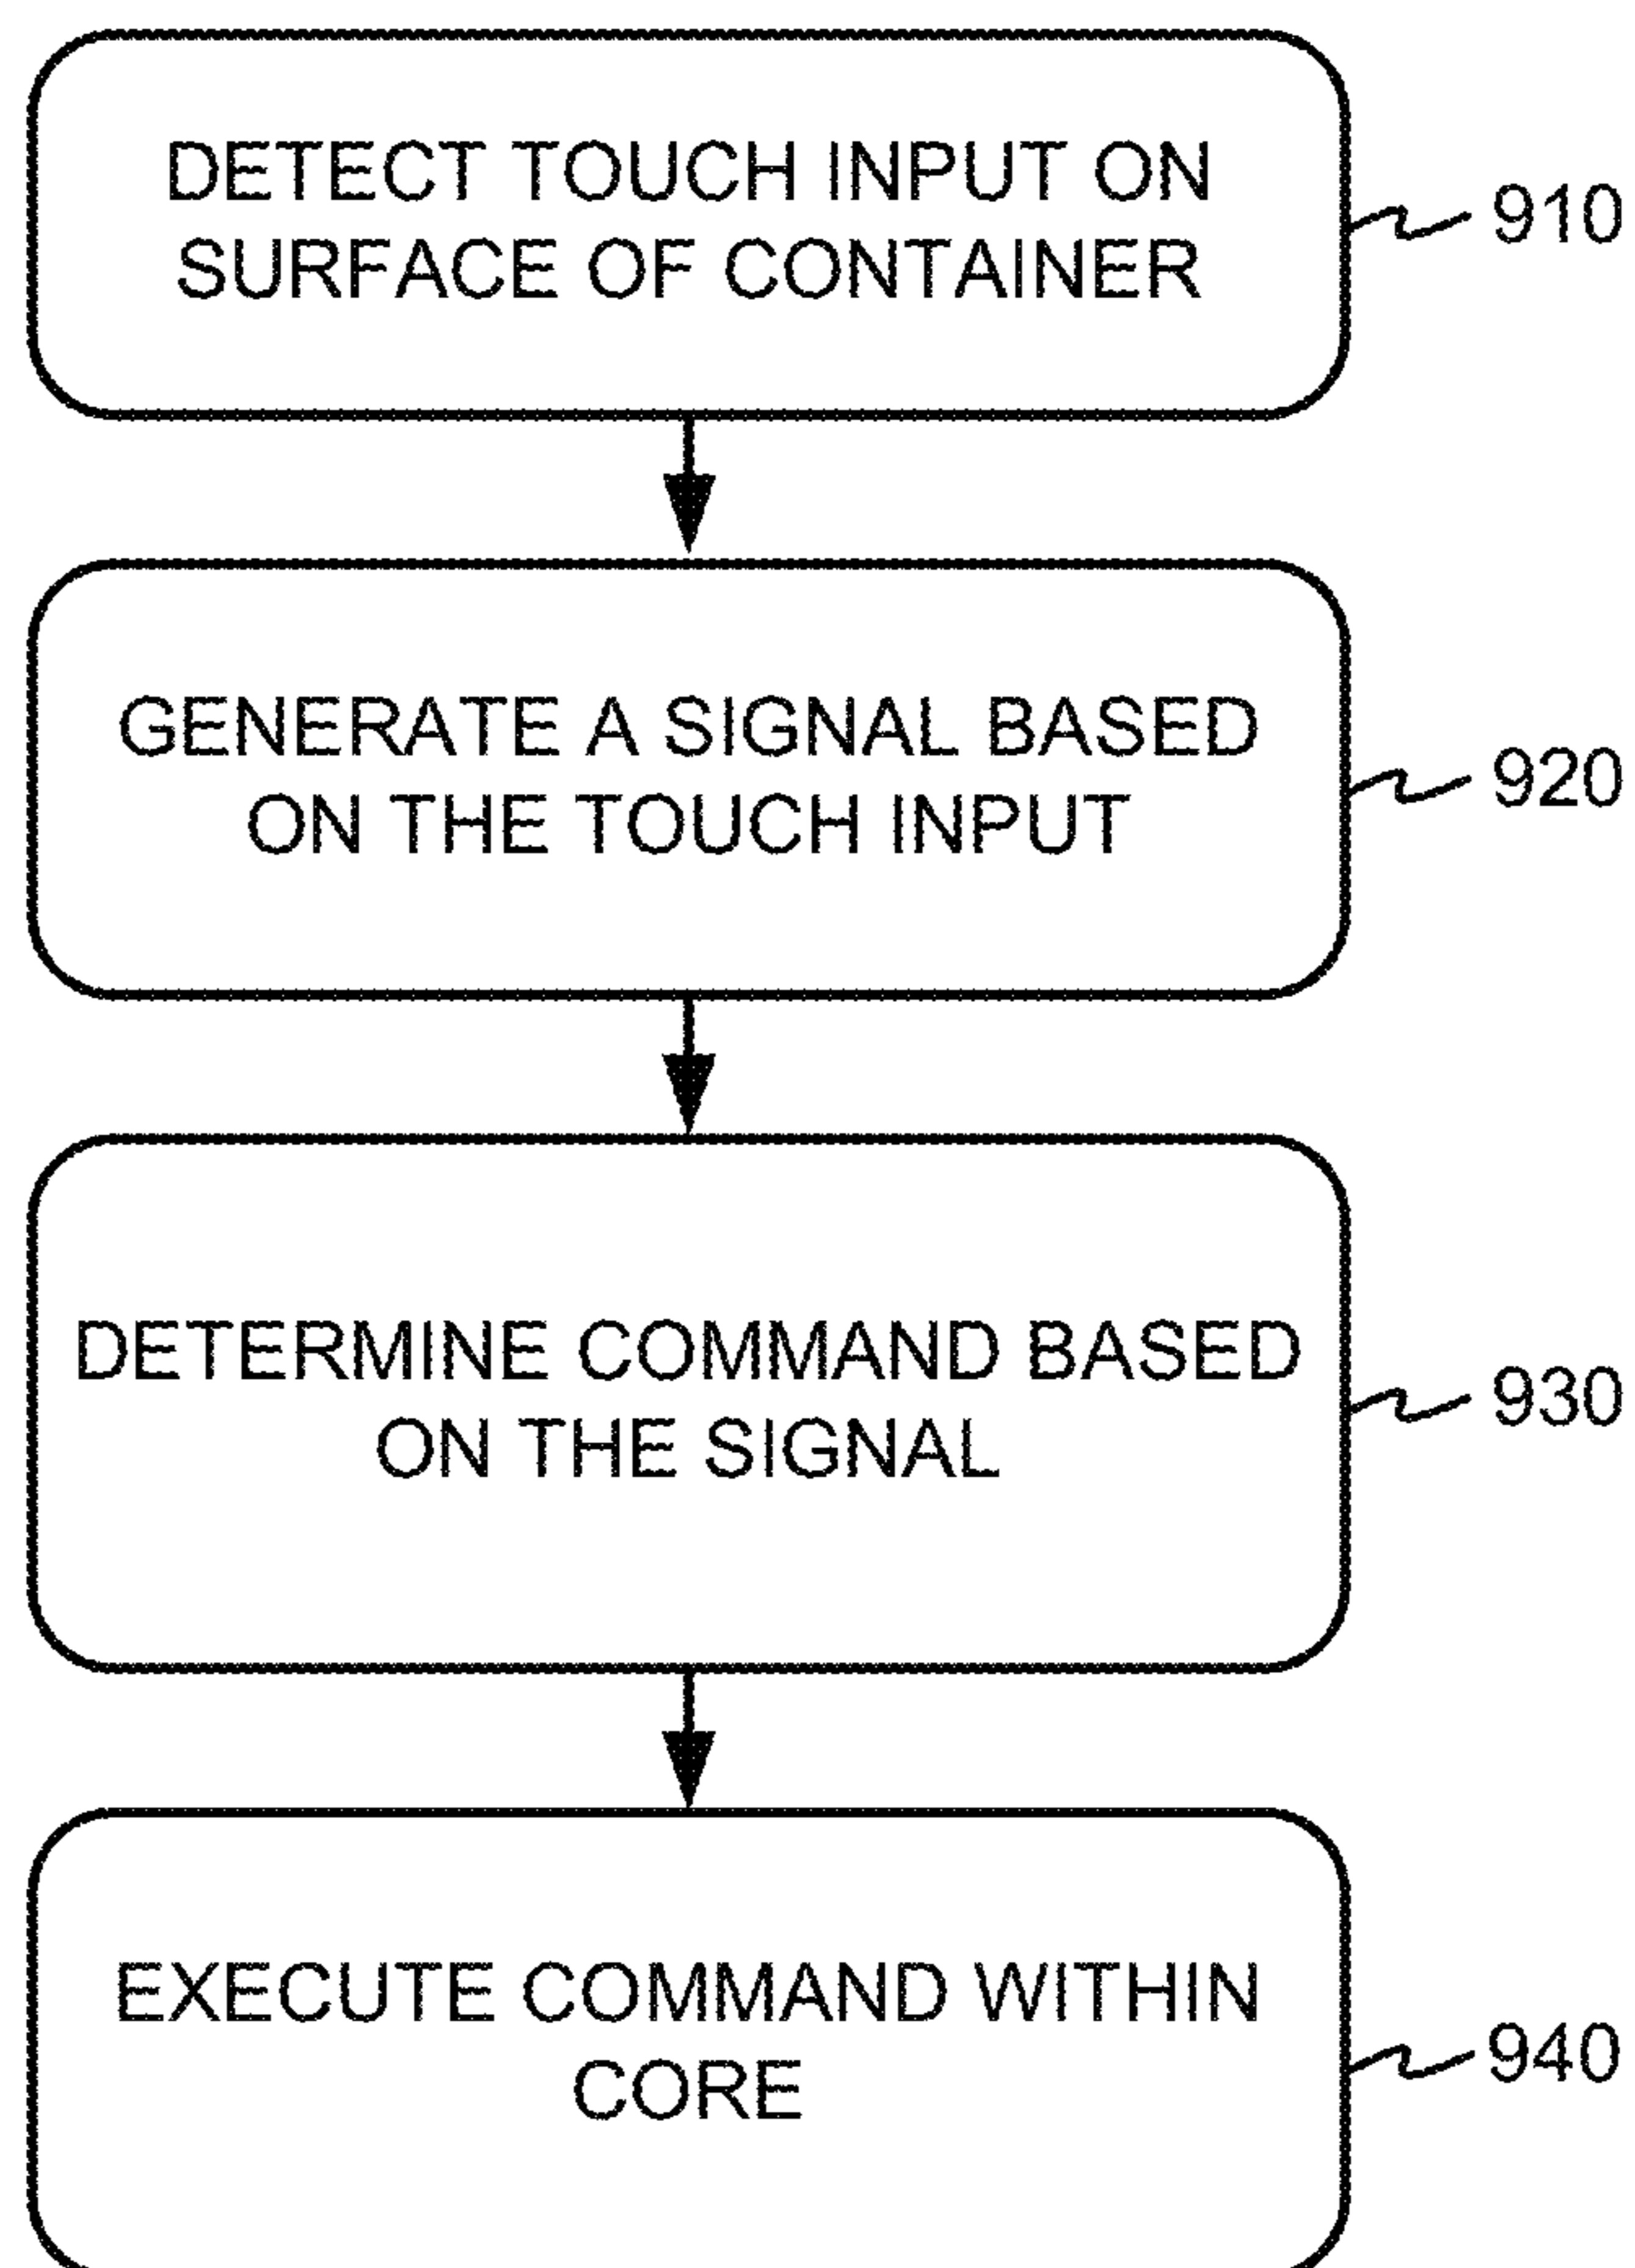 DETECT TOUCH INPUT ON
SURFACE OF CONTAINER
910
GENERATE A SIGNAL BASED
ON THE TOUCH INPUT
920
DETERMINE COMMAND BASED
ON THE SIGNAL
930
EXECUTE COMMAND WITHIN
CORE
940